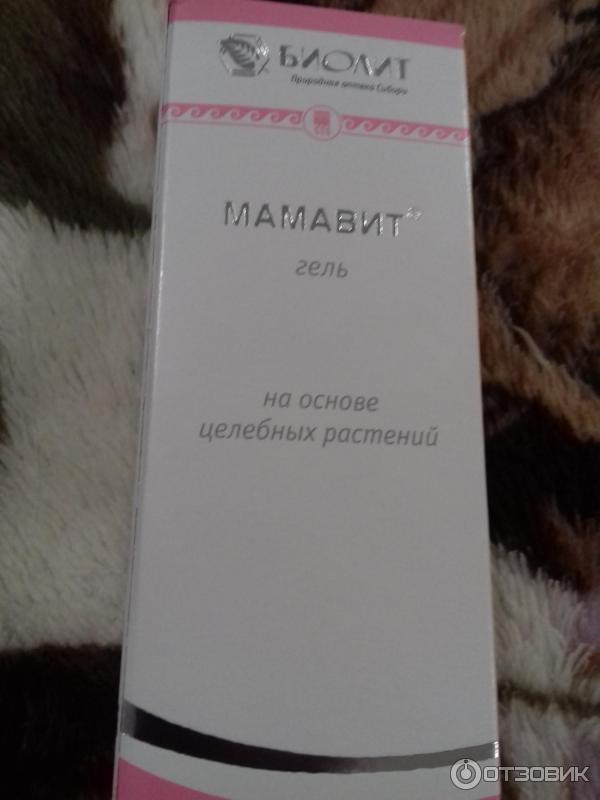 БИОЛИТ
Природная аптека Сибири
МАМАВИТ®
гель
на основе
целебных растений
ОТЗОВИК